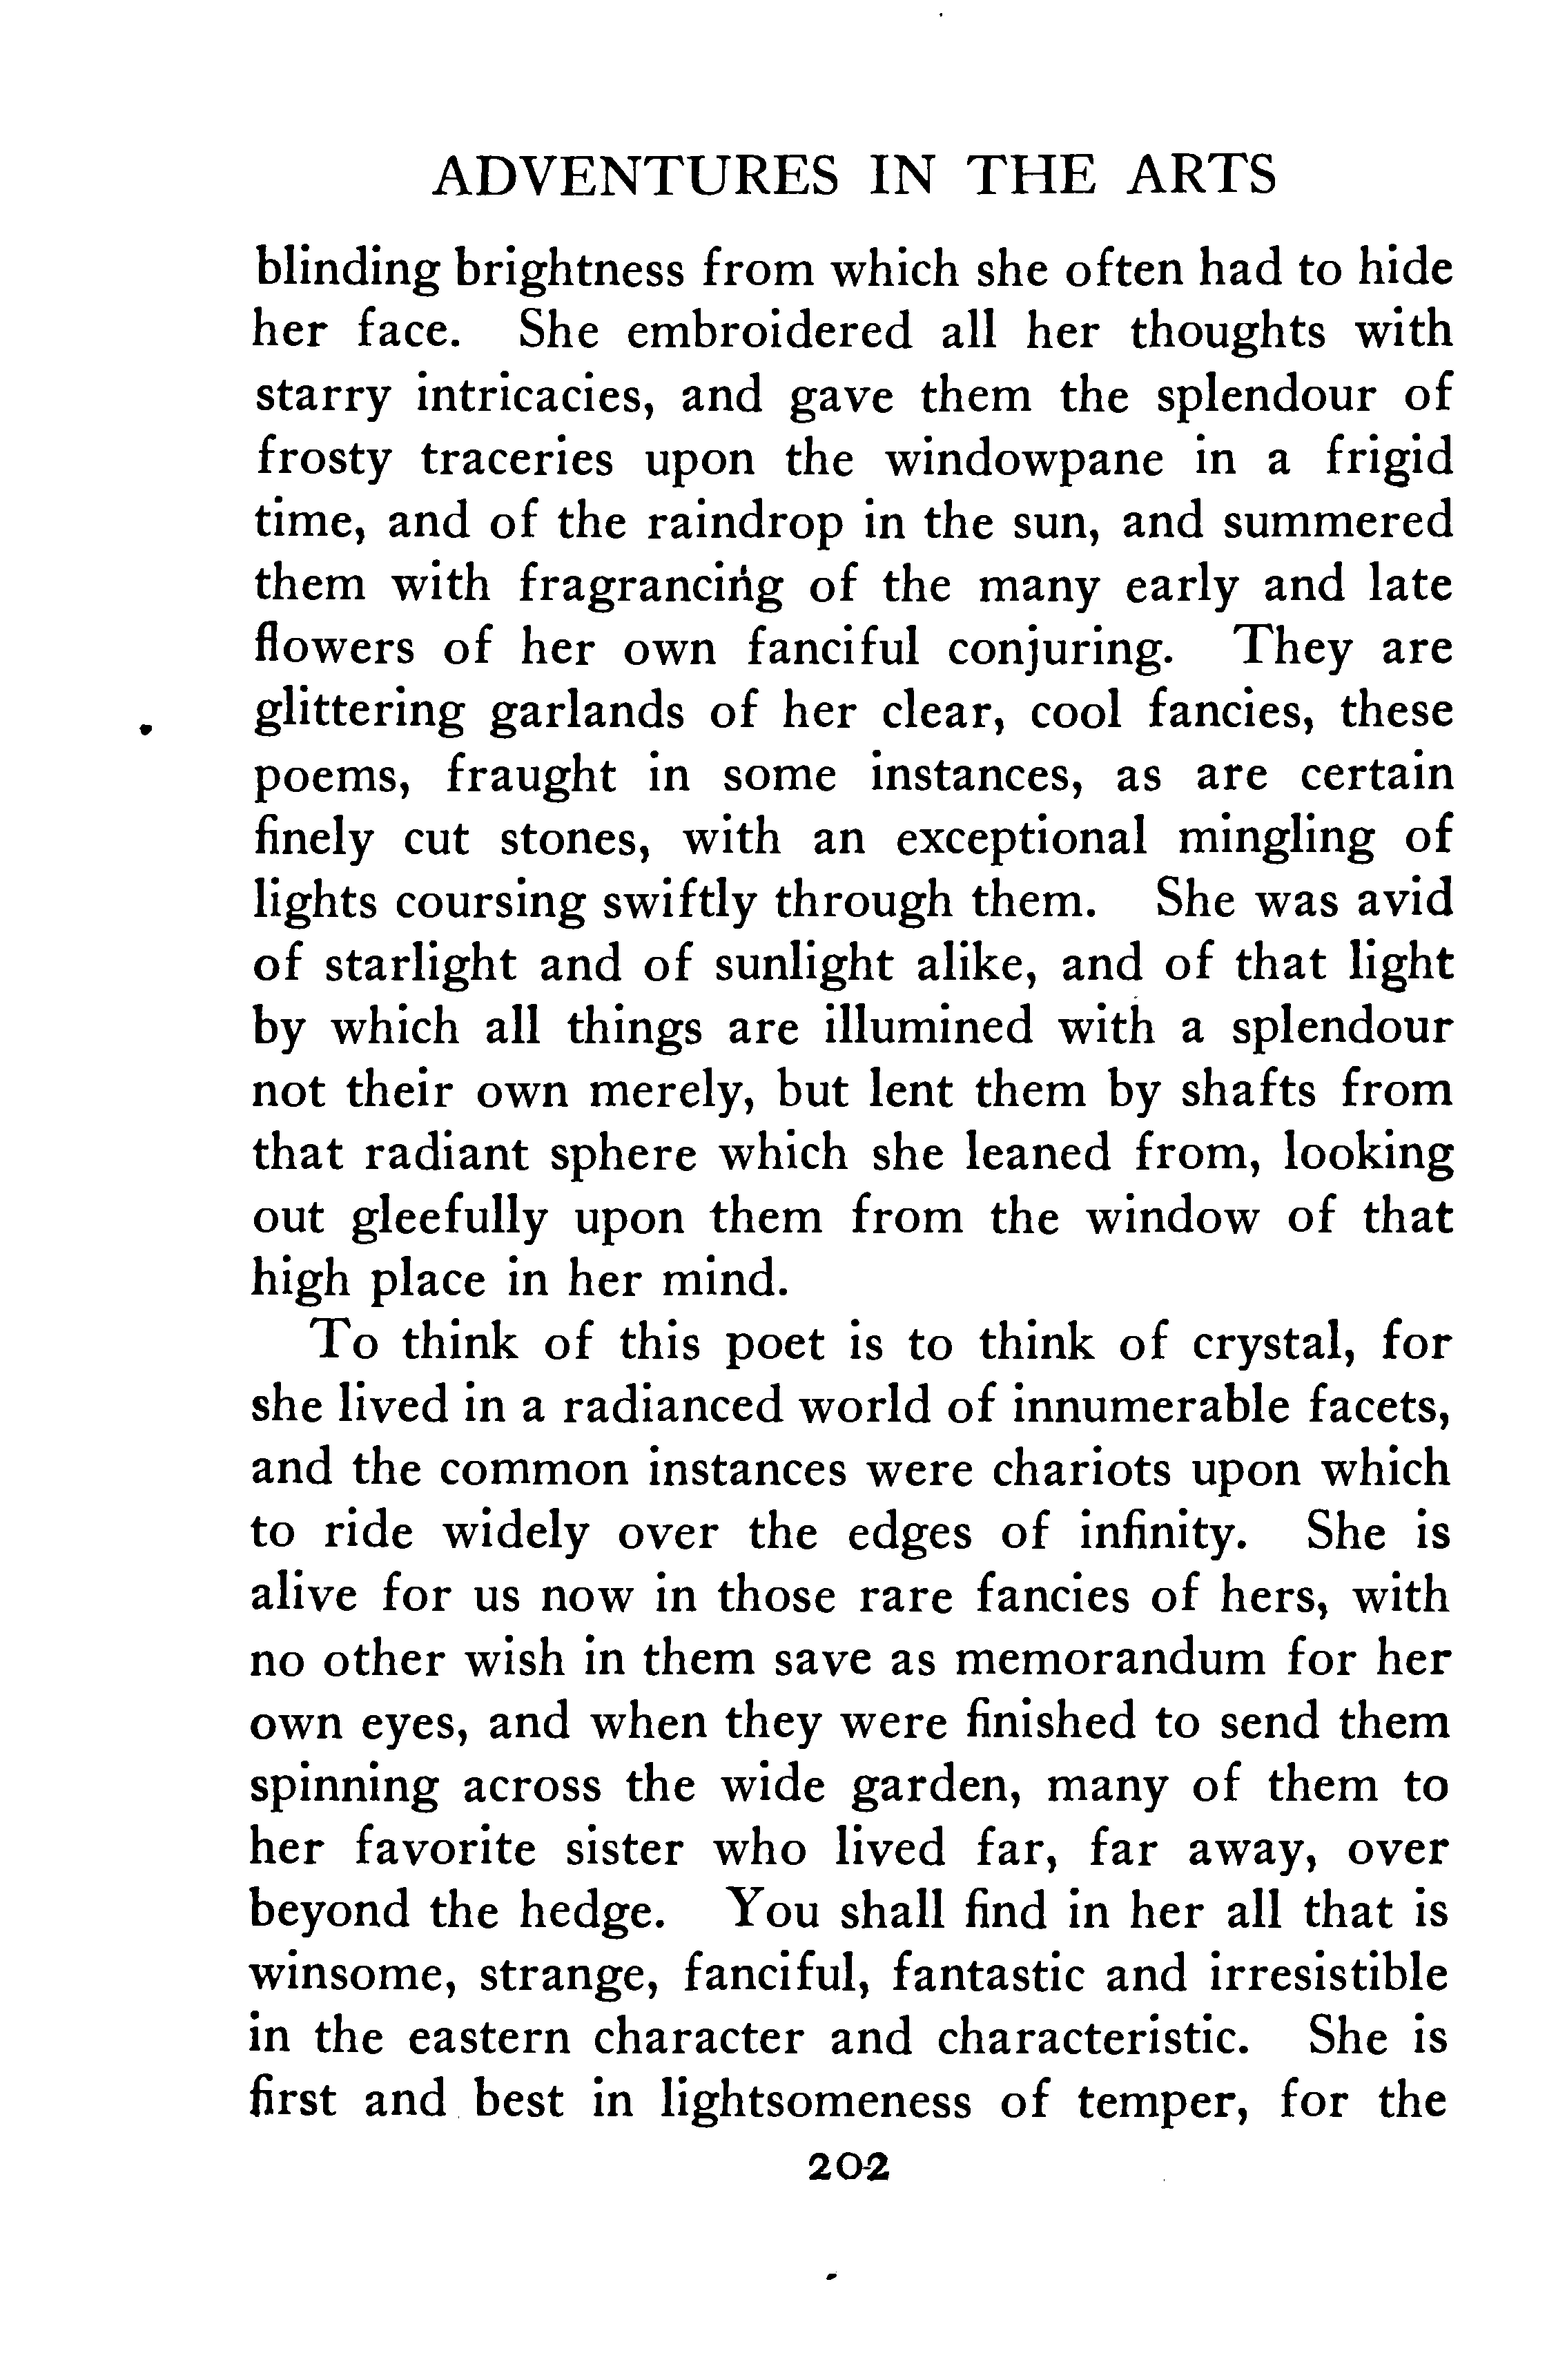 ADVENTURES IN THE ARTS
blinding brightness from which she often had to hide
her face. She embroidered all her thoughts with
starry intricacies, and gave them the splendour of
frosty traceries upon the windowpane in a frigid
time, and of the raindrop in the sun, and summered
them with fragrancing of the many early and late
flowers of her own fanciful conjuring. They are
glittering garlands of her clear, cool fancies, these
poems, fraught in some instances, as are certain
finely cut stones, with an exceptional mingling of
lights coursing swiftly through them. She was avid
of starlight and of sunlight alike, and of that light
by which all things are illumined with a splendour
not their own merely, but lent them by shafts from
that radiant sphere which she leaned from, looking
out gleefully upon them from the window of that
high place in her mind.
To think of this poet is to think of crystal, for
she lived in a radianced world of innumerable facets,
and the common instances were chariots upon which
to ride widely over the edges of infinity. She is
alive for us now in those rare fancies of hers, with
no other wish in them save as memorandum for her
own eyes, and when they were finished to send them
spinning across the wide garden, many of them to
her favorite sister who lived far, far away, over
beyond the hedge. You shall find in her all that is
winsome, strange, fanciful, fantastic and irresistible
in the eastern character and characteristic. She is
first and best in lightsomeness of temper, for the
202